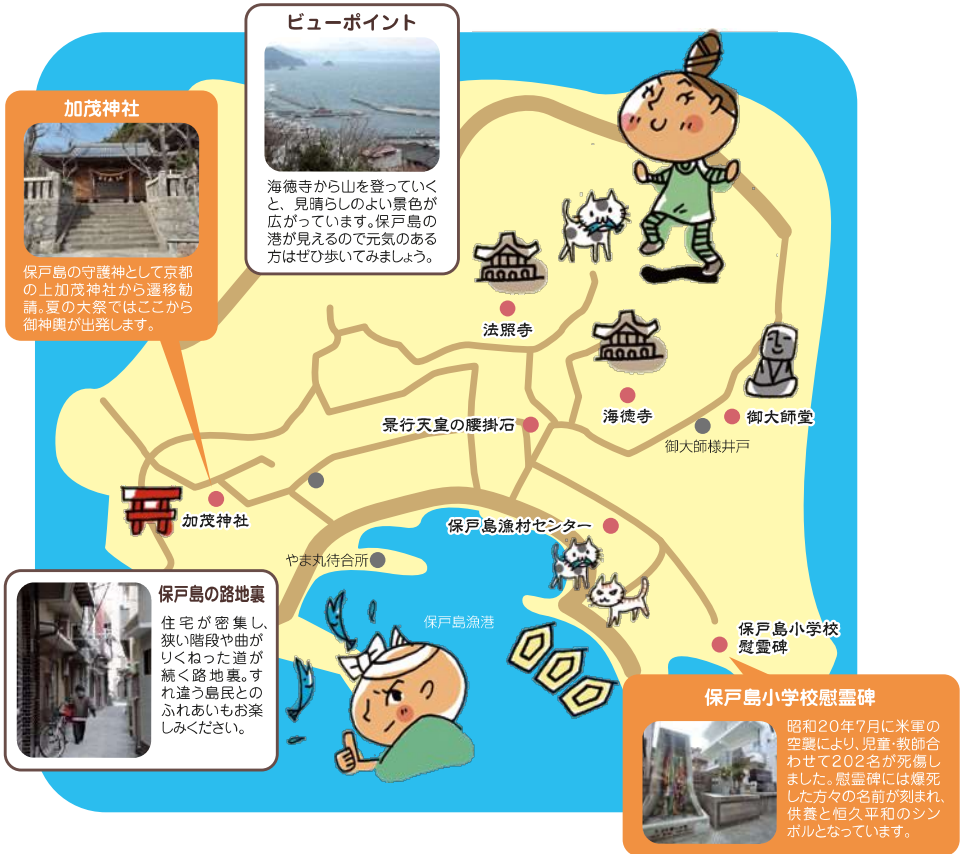 ビューポイント
海徳寺から山を登っていく
と、見晴らしのよい景色が
広がっています。保戸島の
港が見えるので元気のある
方はぜひ歩いてみましょう。
加茂神社
保戸島の守護神として京都
の上加茂神社から遷移勧
請。夏の大祭ではここから
御神輿が出発します。
法照寺
海徳寺
御大師堂
景行天皇の腰掛石
御大師様井戸
加茂神社
保戸島漁村センター
やま丸待合所
保戸島漁港
保戸島の路地裏
住宅が密集し、
狭い階段や曲が
りくねった道が
続く路地裏。す
れ違う島民との
ふれあいもお楽
しみください。
保戸島小学校
慰霊碑
保戸島小学校慰霊碑
昭和20年7月に米軍の
空襲により、児童・教師合
わせて202名が死傷し
ました。慰霊碑には爆死
した方々の名前が刻まれ、
供養と恒久平和のシン
ボルとなっています。